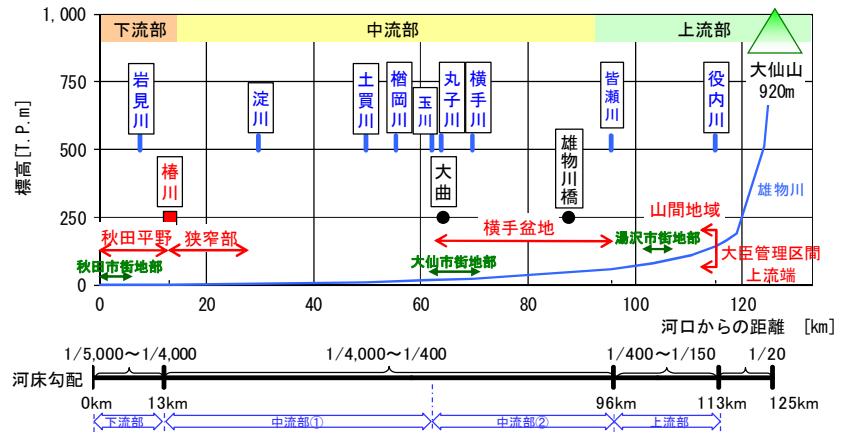 1,000
750
500
250
0
標高[T.P.m]
下流部
中流部
上流部
大仙山
920m
岩見川
淀川
土買川
楢岡川
玉川
丸子川
横手川
皆瀬川
役内川
椿川
大曲
雄物川橋
雄物川
秋田平野
狭窄部
横手盆地
山間地域
湯沢市街地部
大臣管理区間
上流端
秋田市街地部
大仙市街地部
0
20
40
60
80
100
120
河口からの距離 [km]
河床勾配
1/5,000～1/4,000
1/4,000～1/400
1/400～1/150
1/20
0km
13km
96km
113km
125km
下流部
中流部①
中流部②
上流部